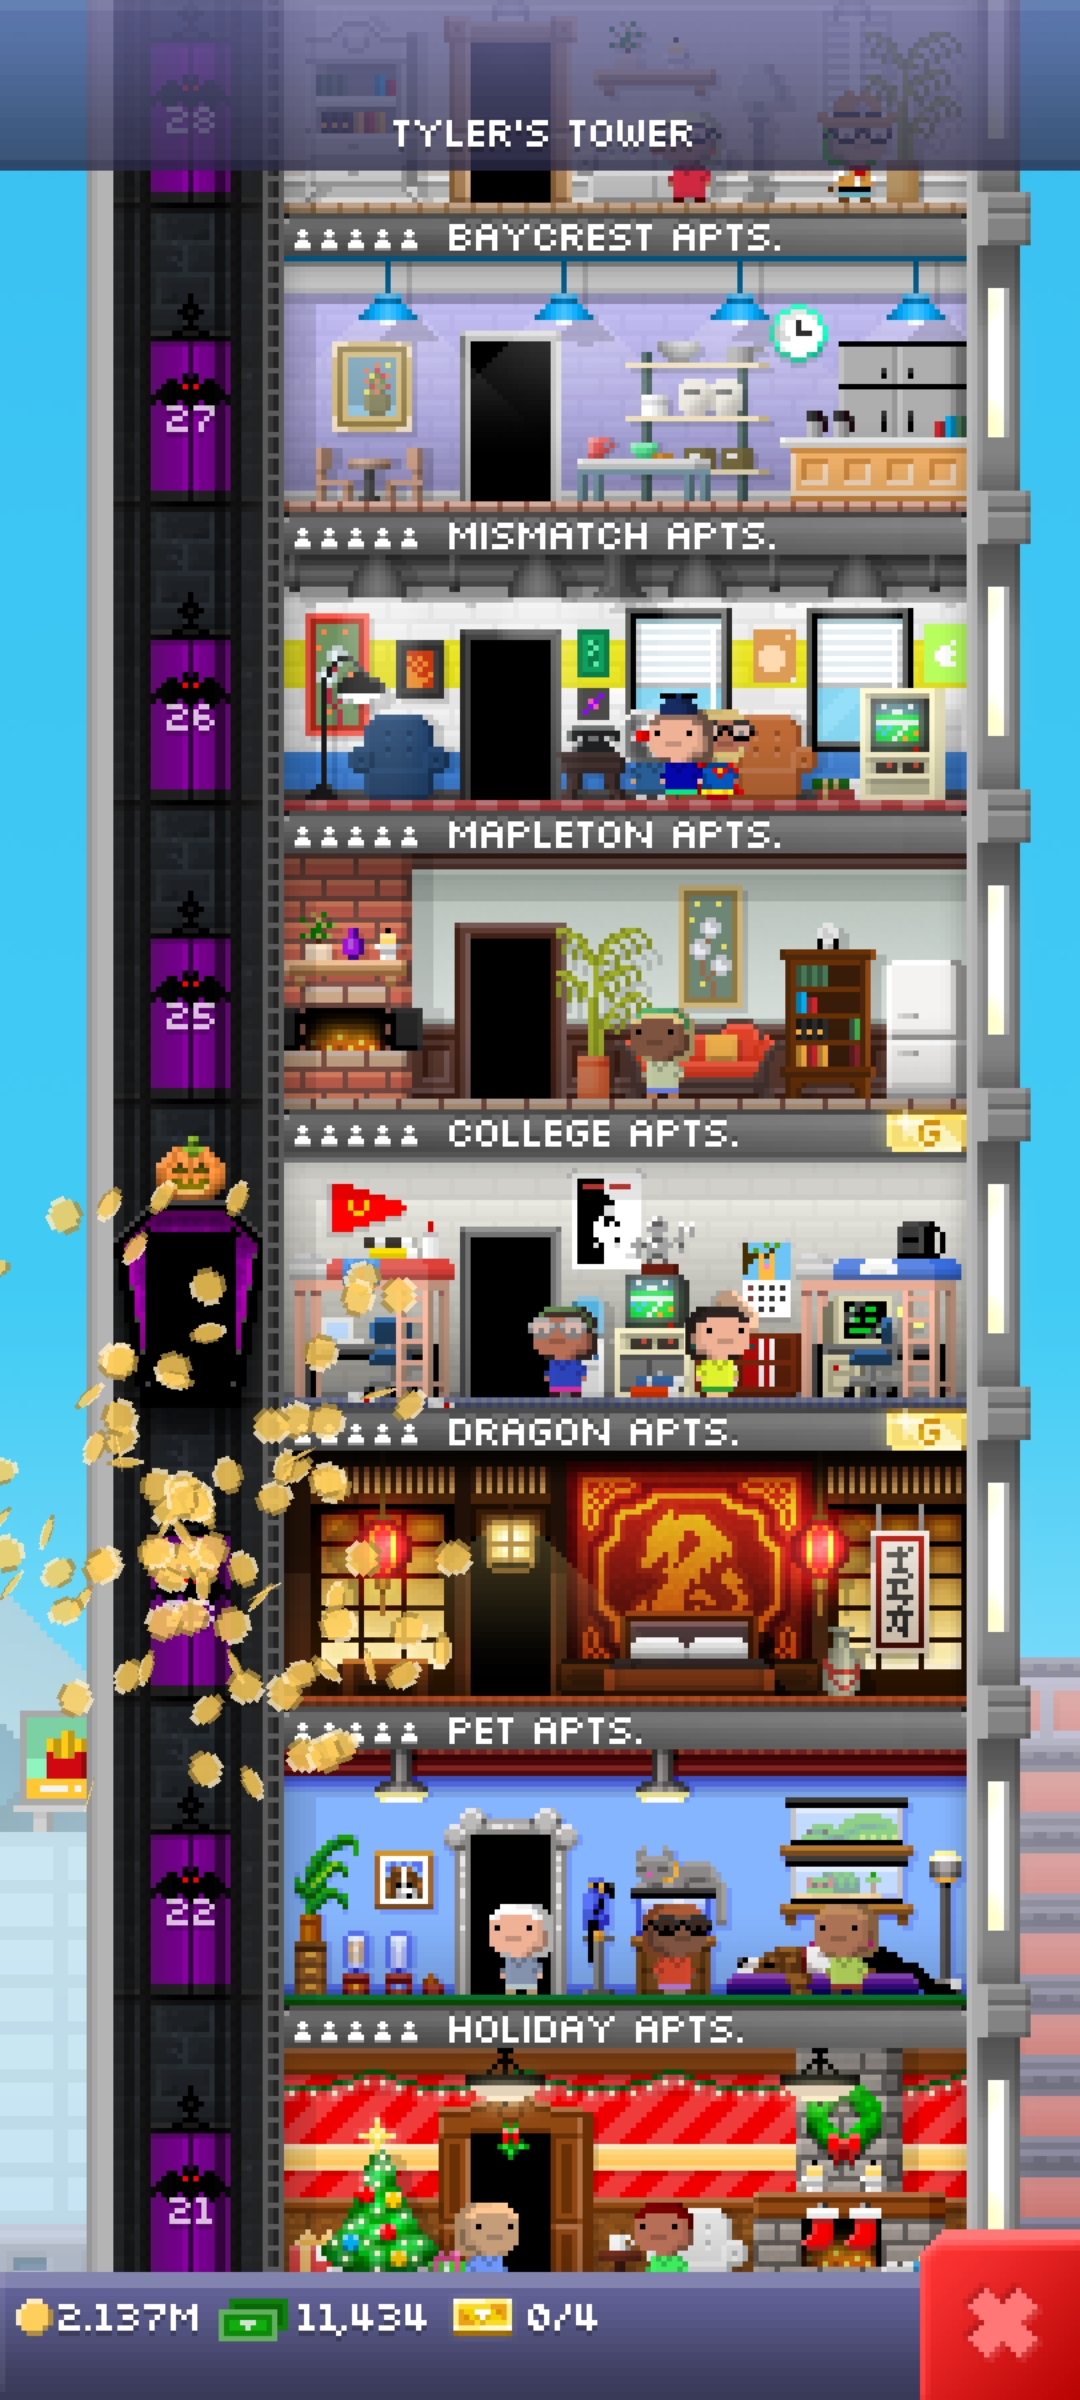 28
TYLER'S TOWER
BAYCREST APTS.
27
MISMATCH APTS.
26
MAPLETON APTS.
25
COLLEGE APTS. G
DRAGON APTS. G
PET APTS.
22
HOLIDAY APTS.
21
2.137M 11,434 0/4